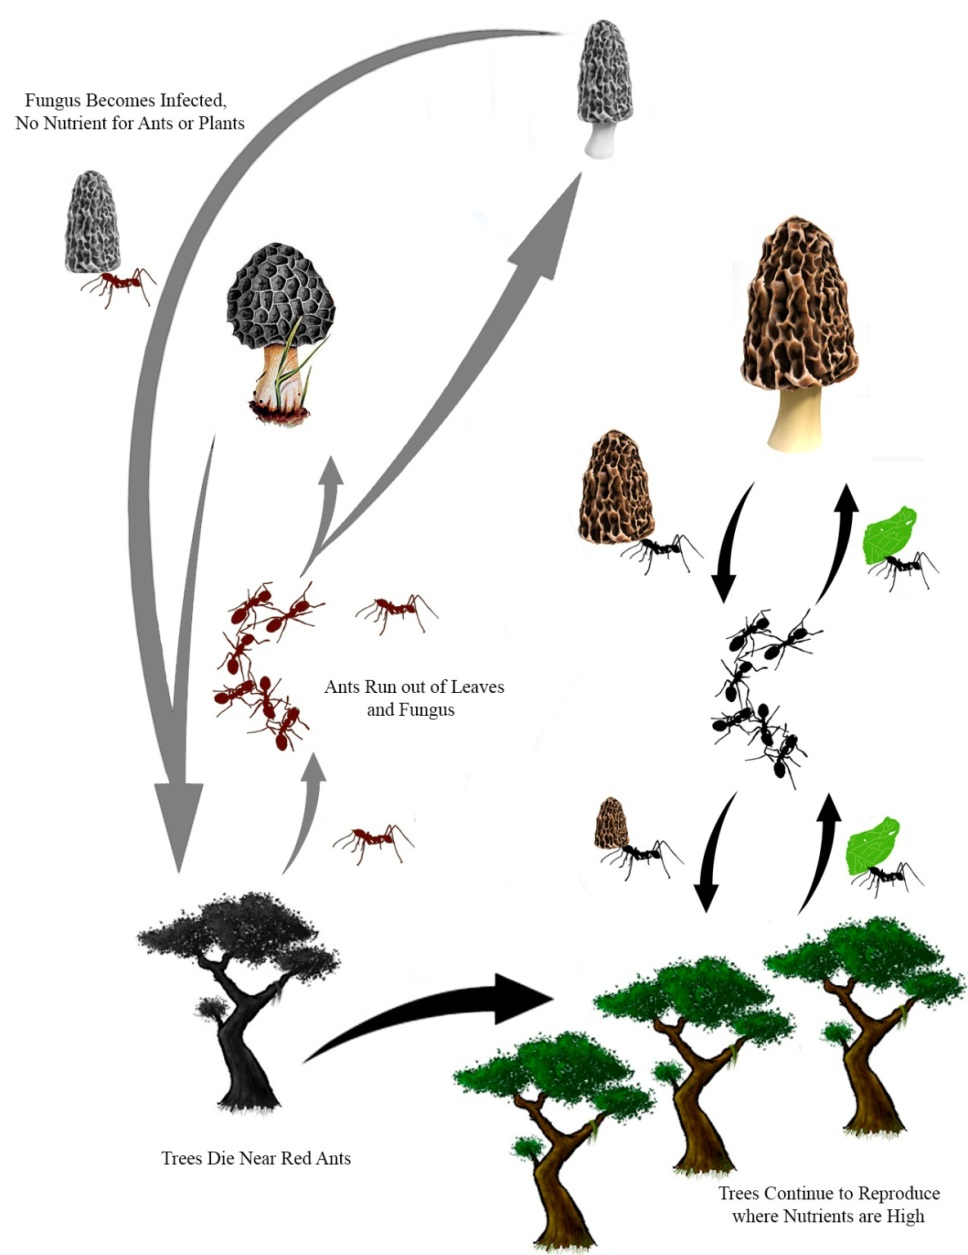 Fungus Becomes Infected,
No Nutrient for Ants or Plants
Ants Run out of Leaves
and Fungus
Trees Die Near Red Ants
Trees Continue to Reproduce
where Nutrients are High